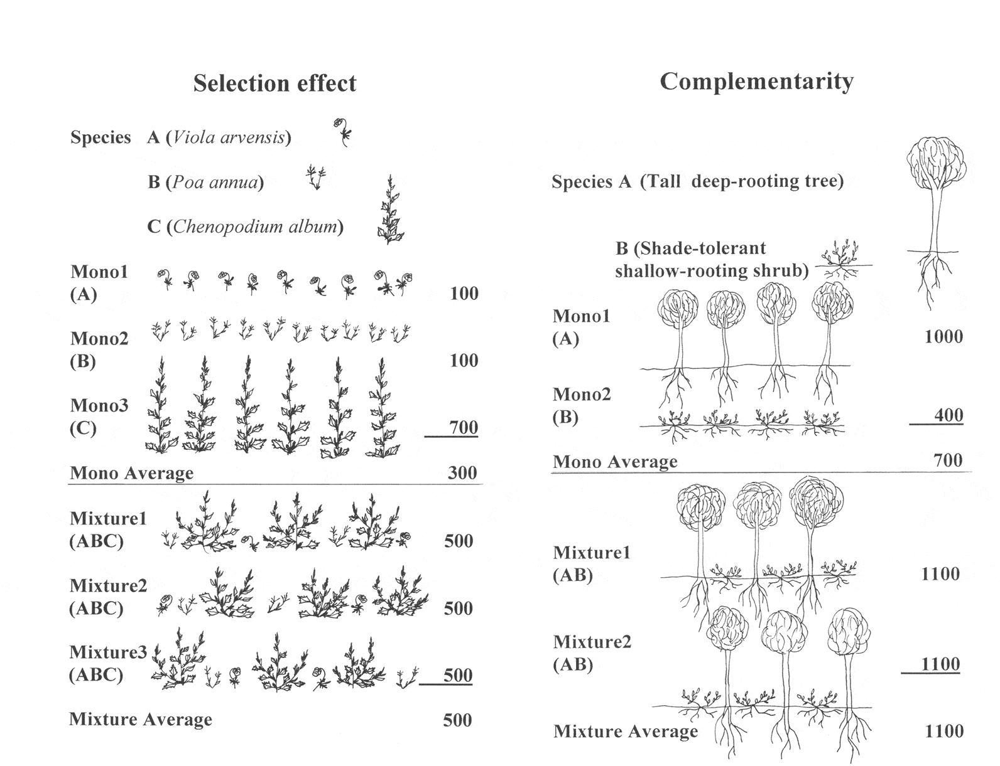 Selection effect
Species A (Viola arvensis)
B (Poa annua)
C (Chenopodium album)
Mono1
(A) 100
Mono2
(B) 100
Mono3
(C) 700
Mono Average 300
Mixture1
(ABC) 500
Mixture2
(ABC) 500
Mixture3
(ABC) 500
Mixture Average 500
Complementarity
Species A (Tall deep-rooting tree)
B (Shade-tolerant
shallow-rooting shrub)
Mono1
(A) 1000
Mono2
(B) 400
Mono Average 700
Mixture1
(AB) 1100
Mixture2
(AB) 1100
Mixture Average 1100